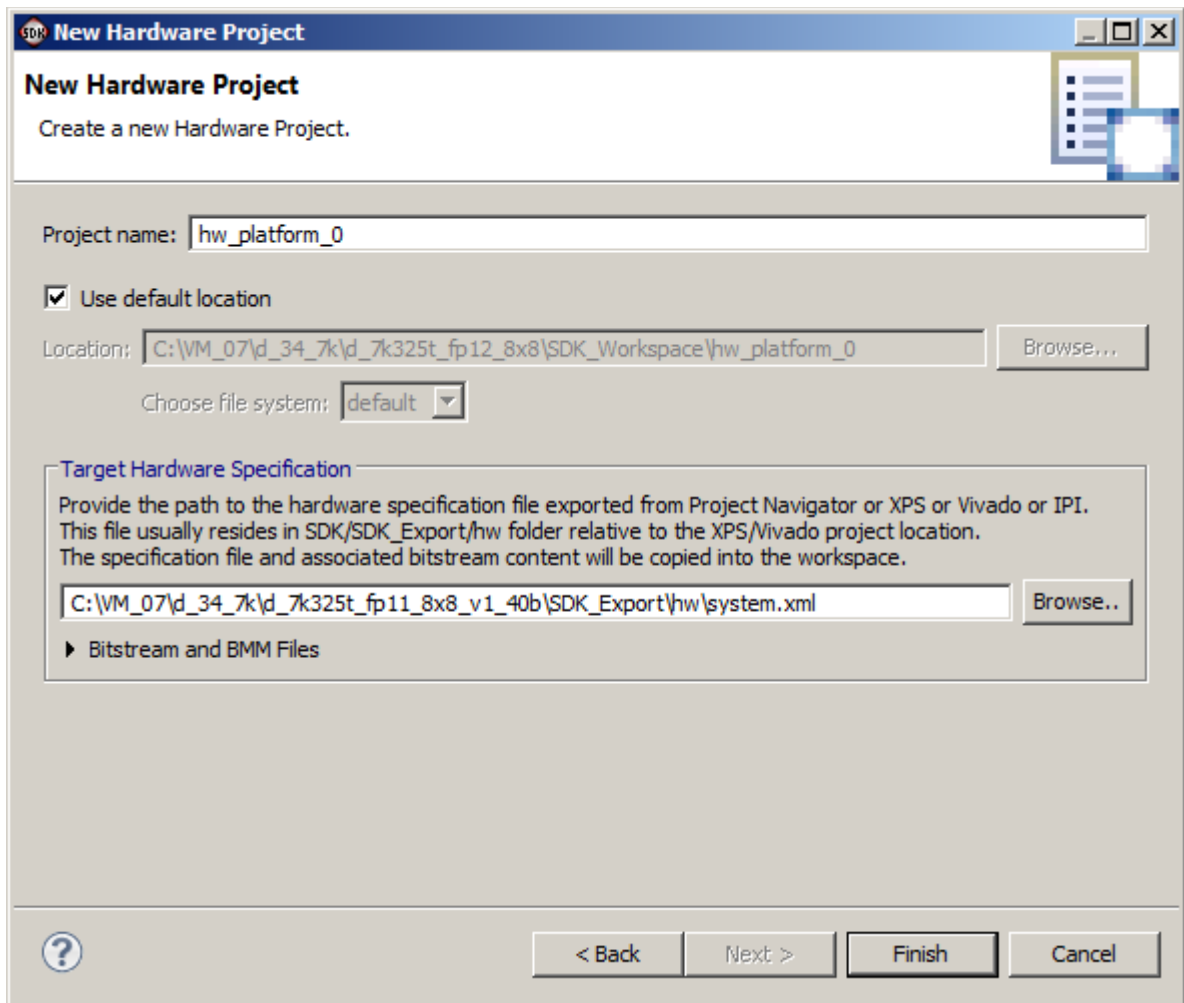 SDK New Hardware Project
New Hardware Project
Create a new Hardware Project.
Project name: hw_platform_0
Use default location
Location: C:\VM_07\d_34_7k\d_7k325t_fp12_8x8\SDK_Workspace\hw_platform_0 Browse...
Choose file system: default
Target Hardware Specification
Provide the path to the hardware specification file exported from Project Navigator or XPS or Vivado or IPI.
This file usually resides in SDK/SDK_Export/hw folder relative to the XPS/Vivado project location.
The specification file and associated bitstream content will be copied into the workspace.
C:\VM_07\d_34_7k\d_7k325t_fp11_8x8_v1_40b\SDK_Export\hw\system.xml Browse..
Bitstream and BMM Files
? < Back Next > Finish Cancel